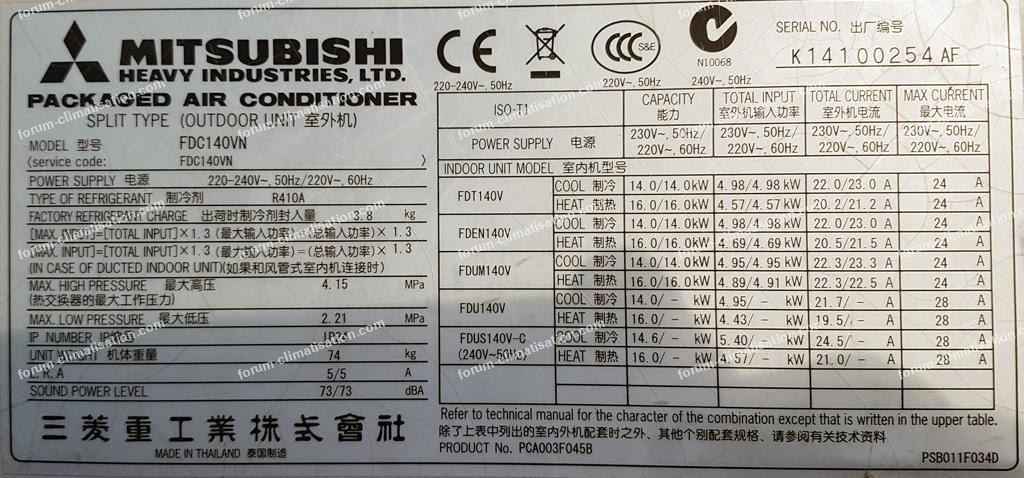 MITSUBISHI
HEAVY INDUSTRIES, LTD.
PACKAGED AIR CONDITIONER
SPLIT TYPE (OUTDOOR UNIT 室外机)
MODEL 型号 FDC140VN
(service code: FDC140VN )
POWER SUPPLY 电源 220-240V~, 50Hz/220V~, 60Hz
TYPE OF REFRIGERANT 制冷剂 R410A
FACTORY REFRIGERANT CHARGE 出荷时制冷剂封入量 3.8 kg
[MAX. INPUT]=[TOTAL INPUT]×1.3 (最大输入功率)=(总输入功率)×1.3
[MAX. INPUT]=[TOTAL INPUT]×1.3 (最大输入功率)=(总输入功率)×1.3
(IN CASE OF DUCTED INDOOR UNIT)(如果和风管式室内机连接时)
MAX. HIGH PRESSURE 最大高压 4.15 MPa
(热交换器的最大工作压力)
MAX. LOW PRESSURE 最大低压 2.21 MPa
IP NUMBER IP IP24
UNIT WEIGHT 机体重量 74 kg
L.R.A 5/5 A
SOUND POWER LEVEL 73/73 dBA
三菱重工業株式會社
MADE IN THAILAND 泰国制造
CE
220-240V~, 50Hz
CCC S&E
220V~, 50Hz
N10068
240V~, 50Hz
SERIAL NO. 出厂编号
K14100254AF
ISO-T1 CAPACITY 能力 TOTAL INPUT 室外机输入功率 TOTAL CURRENT 室外机电流 MAX CURRENT 最大电流
POWER SUPPLY 电源 230V~, 50Hz/ 220V~, 60Hz 230V~, 50Hz/ 220V~, 60Hz 230V~, 50Hz/ 220V~, 60Hz 230V~, 50Hz/ 220V~, 60Hz
INDOOR UNIT MODEL 室内机型号
FDT140V COOL 制冷 14.0/14.0kW 4.98/4.98 kW 22.0/23.0 A 24 A
HEAT 制热 16.0/16.0kW 4.57/4.57 kW 20.2/21.2 A 24 A
FDEN140V COOL 制冷 14.0/14.0kW 4.98/4.98 kW 22.0/23.0 A 24 A
HEAT 制热 16.0/16.0kW 4.69/4.69 kW 20.5/21.5 A 24 A
FDUM140V COOL 制冷 14.0/14.0kW 4.95/4.95 kW 22.3/23.3 A 24 A
HEAT 制热 16.0/16.0kW 4.89/4.91 kW 22.3/22.5 A 24 A
FDU140V COOL 制冷 14.0/ - kW 4.95/ - kW 21.7/ - A 28 A
HEAT 制热 16.0/ - kW 4.43/ - kW 19.5/ - A 28 A
FDUS140V-C COOL 制冷 14.6/ - kW 5.40/ - kW 24.5/ - A 28 A
(240V~50Hz) HEAT 制热 16.0/ - kW 4.57/ - kW 21.0/ - A 28 A
Refer to technical manual for the character of the combination except that is written in the upper table.
除了上表中列出的室内外机配套时之外、其他个别配套规格、请参阅有关技术资料
PRODUCT No. PCA003F045B
PSB011F034D
forum-climatisation.com